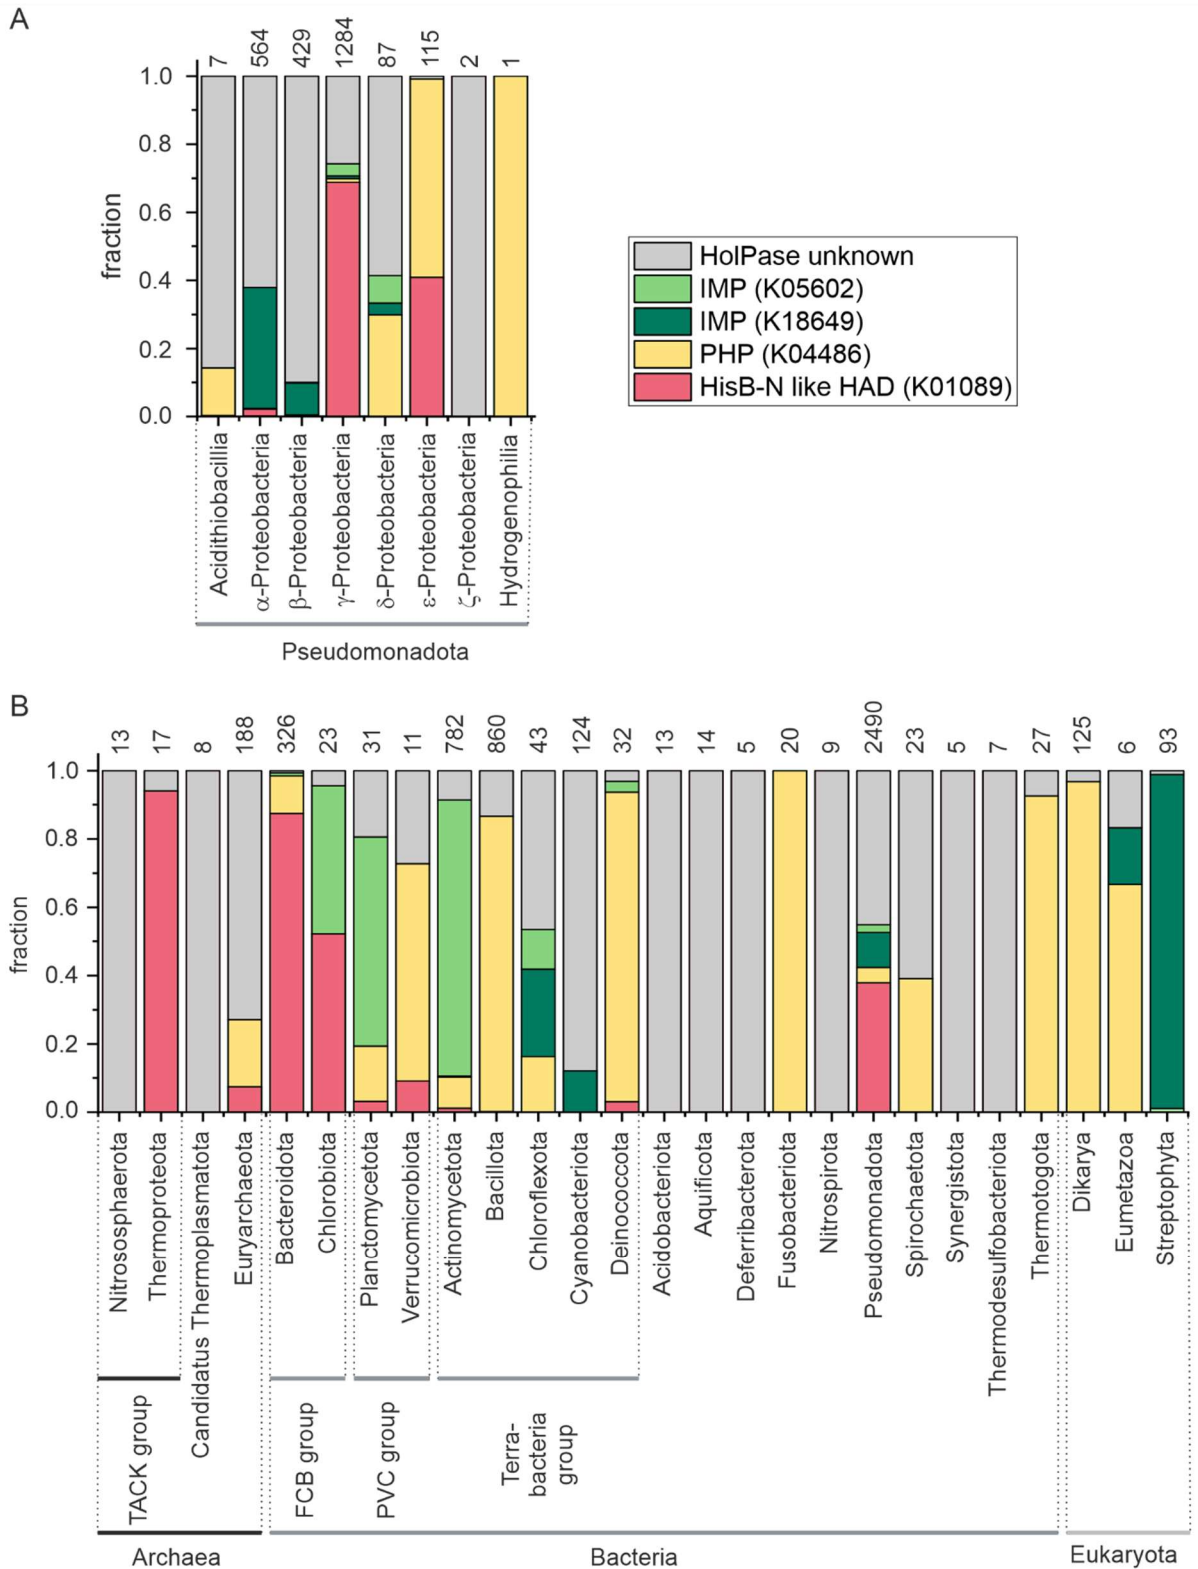 A
7 564 429 1284 87 115 2 1
1.0
0.8
0.6
0.4
0.2
0.0
fraction
Acidithiobacillia
α-Proteobacteria
β-Proteobacteria
γ-Proteobacteria
δ-Proteobacteria
ε-Proteobacteria
ζ-Proteobacteria
Hydrogenophilia
Pseudomonadota
HolPase unknown
IMP (K05602)
IMP (K18649)
PHP (K04486)
HisB-N like HAD (K01089)
B
13 17 8 188 326 23 31 11 782 860 43 124 32 13 14 5 20 9 2490 23 5 7 27 125 6 93
1.0
0.8
0.6
0.4
0.2
0.0
fraction
Nitrososphaerota
Thermoproteota
Candidatus Thermoplasmatota
Euryarchaeota
Bacteroidota
Chlorobiota
Planctomycetota
Verrucomicrobiota
Actinomycetota
Bacillota
Chloroflexota
Cyanobacteriota
Deinococcota
Acidobacteriota
Aquificota
Deferribacterota
Fusobacteriota
Nitrospirota
Pseudomonadota
Spirochaetota
Synergistota
Thermodesulfobacteriota
Thermotogota
Dikarya
Eumetazoa
Streptophyta
TACK group
FCB group
PVC group
Terra-
bacteria
group
Archaea
Bacteria
Eukaryota